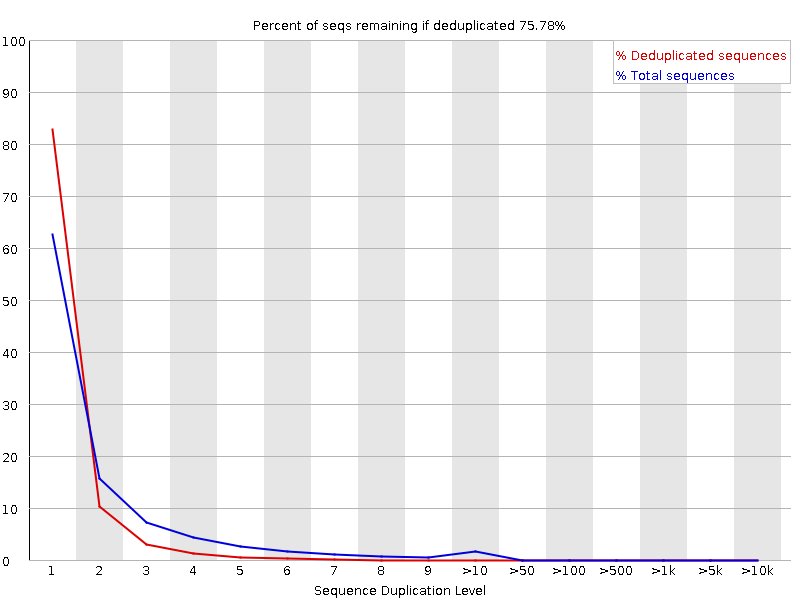 Percent of seqs remaining if deduplicated 75.78%
% Deduplicated sequences
% Total sequences
100
90
80
70
60
50
40
30
20
10
0
1 2 3 4 5 6 7 8 9 >10 >50 >100 >500 >1k >5k >10k
Sequence Duplication Level